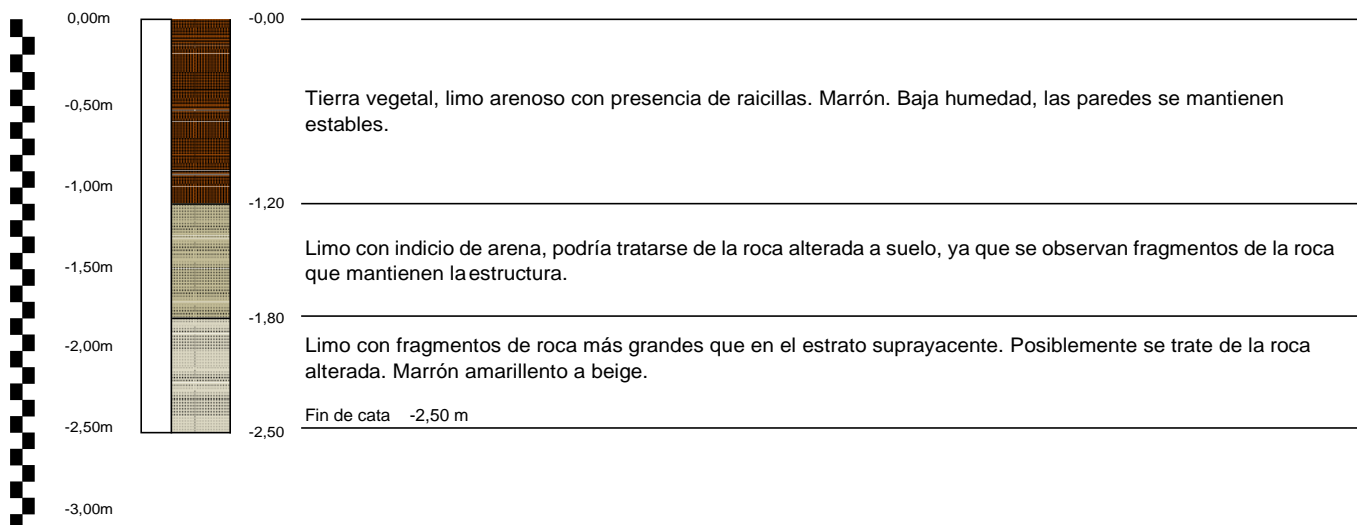 0,00m
-0,00
Tierra vegetal, limo arenoso con presencia de raicillas. Marrón. Baja humedad, las paredes se mantienen
estables.
-0,50m
-1,00m
-1,20
Limo con indicio de arena, podría tratarse de la roca alterada a suelo, ya que se observan fragmentos de la roca
que mantienen la estructura.
-1,50m
-1,80
Limo con fragmentos de roca más grandes que en el estrato suprayacente. Posiblemente se trate de la roca
alterada. Marrón amarillento a beige.
-2,00m
Fin de cata -2,50 m
-2,50m
-2,50
-3,00m